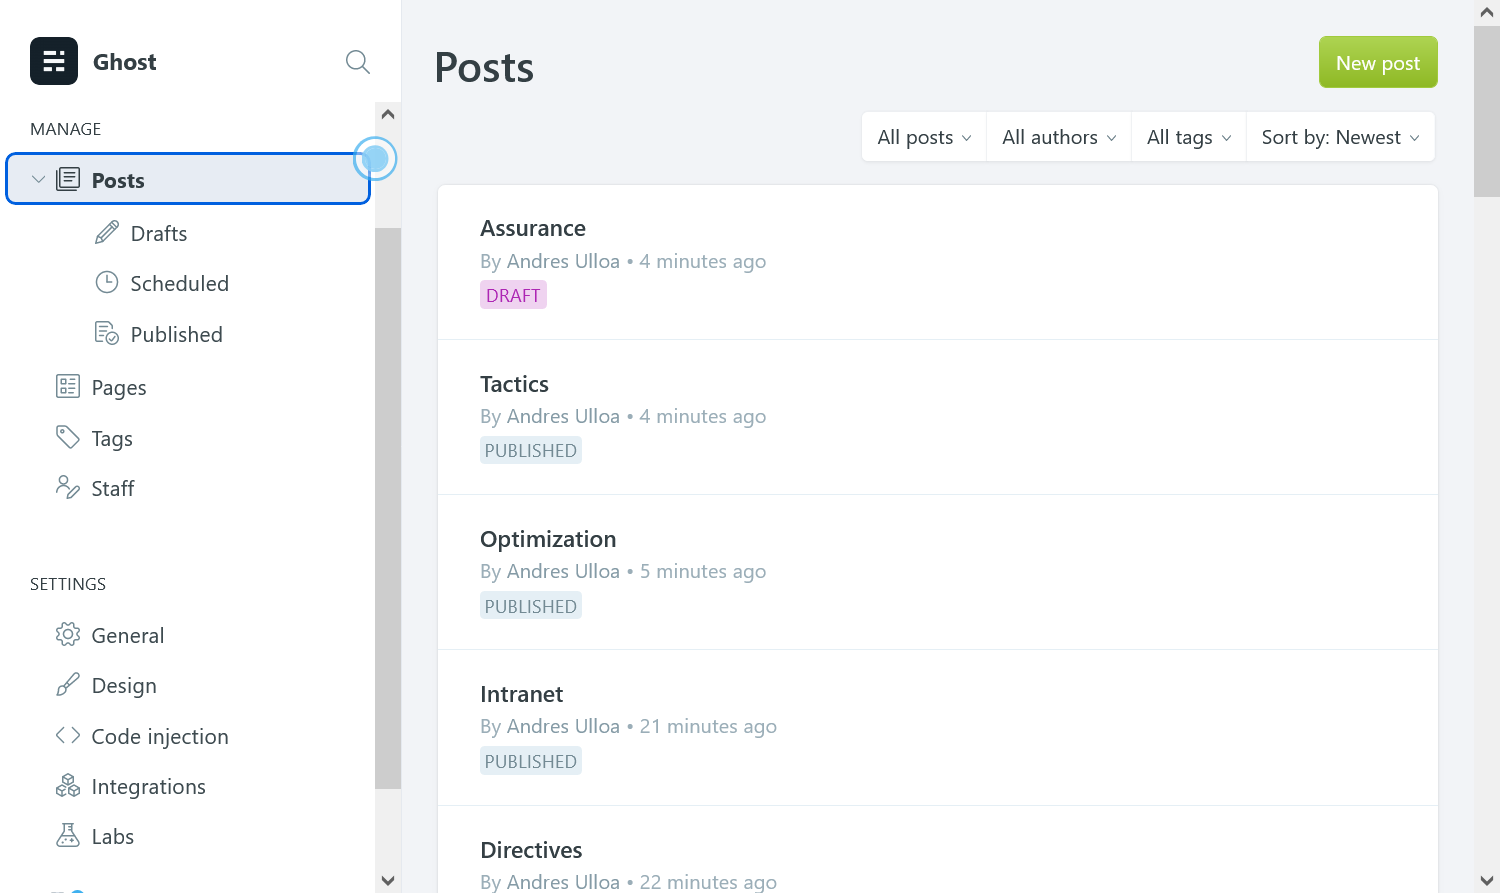 Ghost
MANAGE
Posts
Drafts
Scheduled
Published
Pages
Tags
Staff
SETTINGS
General
Design
Code injection
Integrations
Labs
Posts
New post
All posts
All authors
All tags
Sort by: Newest
Assurance
By Andres Ulloa • 4 minutes ago
DRAFT
Tactics
By Andres Ulloa • 4 minutes ago
PUBLISHED
Optimization
By Andres Ulloa • 5 minutes ago
PUBLISHED
Intranet
By Andres Ulloa • 21 minutes ago
PUBLISHED
Directives
By Andres Ulloa • 22 minutes ago